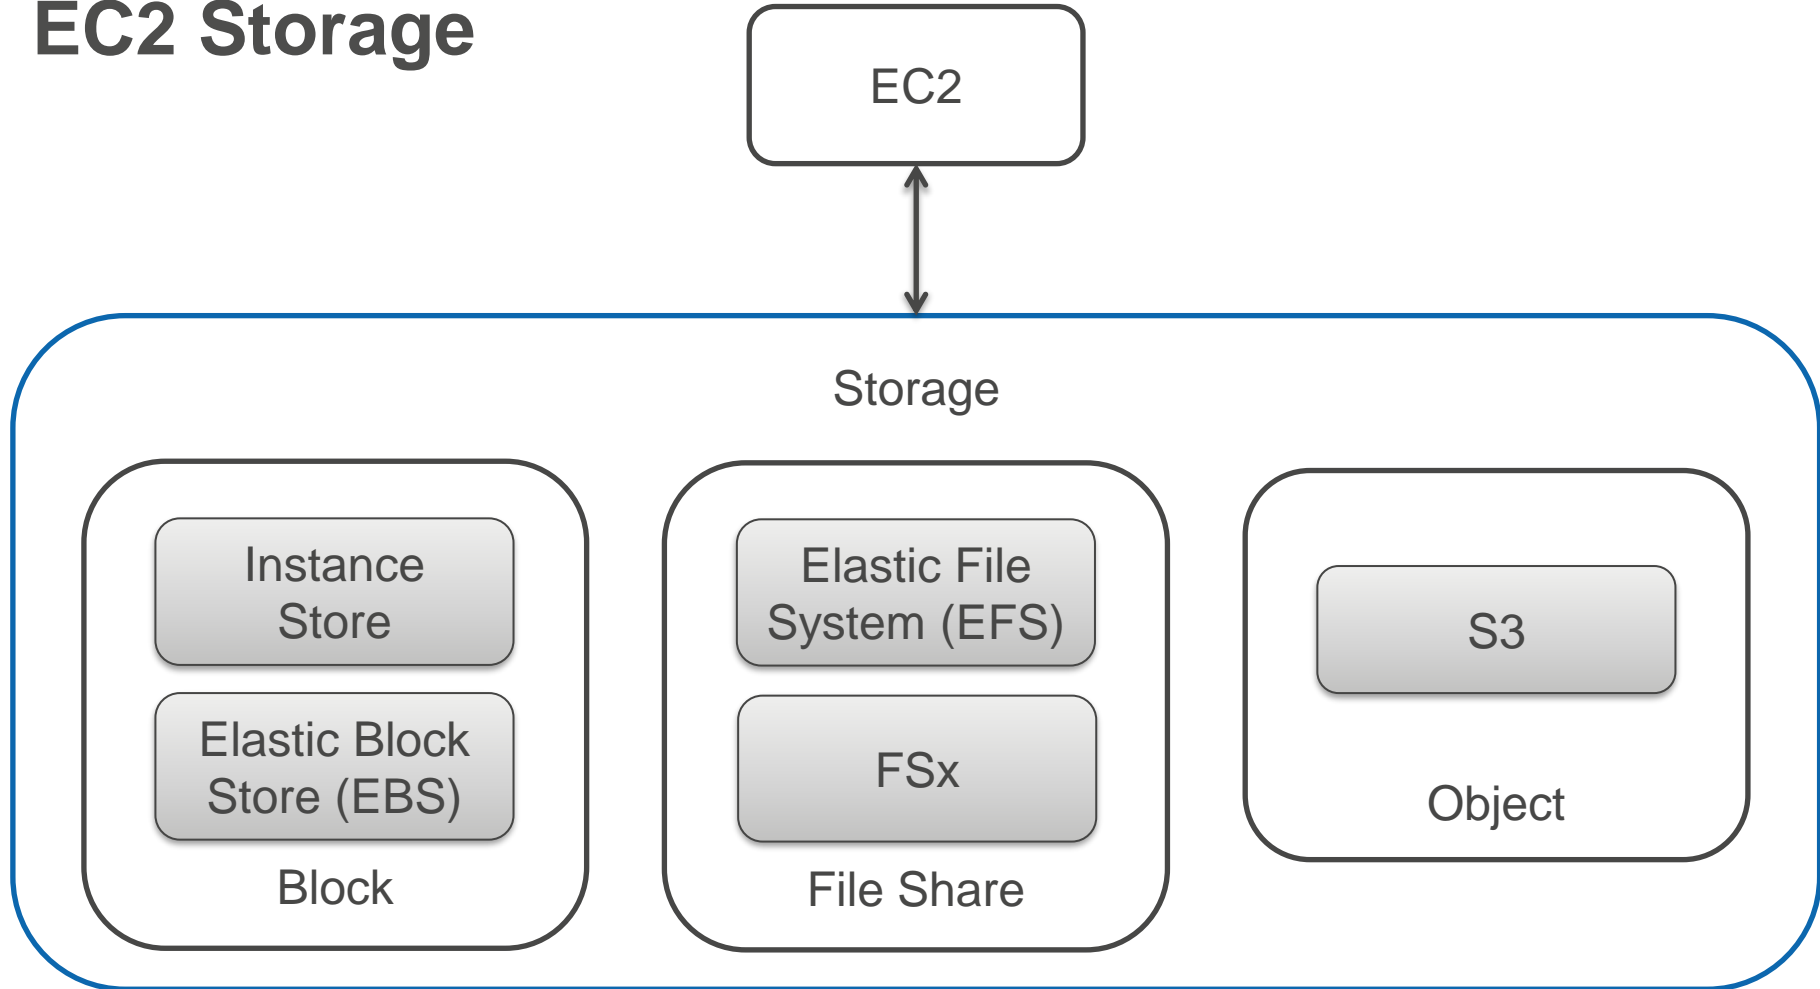 EC2 Storage
EC2
Storage
Instance
Store
Elastic Block
Store (EBS)
Block
Elastic File
System (EFS)
FSx
File Share
S3
Object